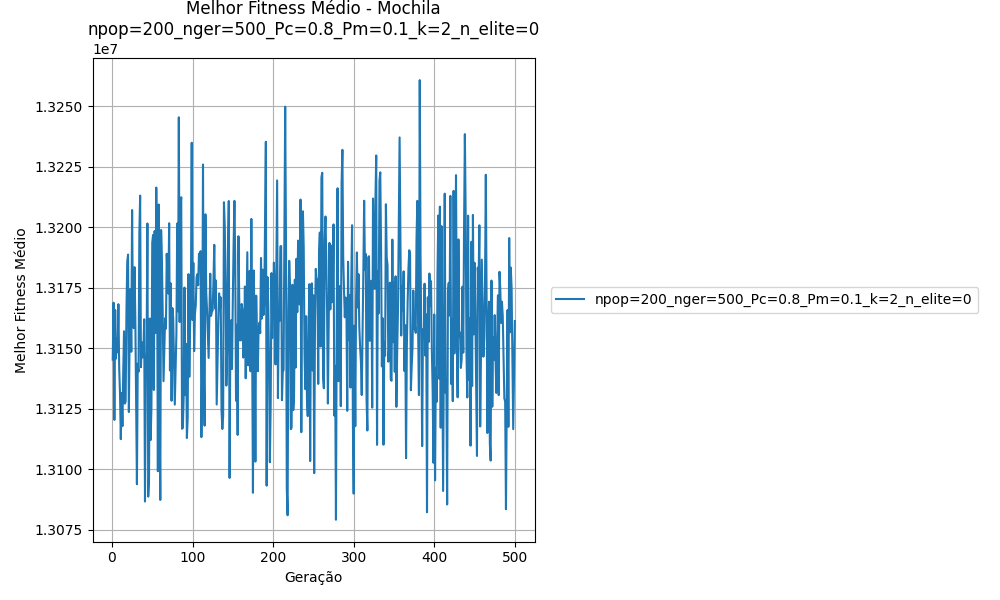 Melhor Fitness Médio - Mochila
npop=200_nger=500_Pc=0.8_Pm=0.1_k=2_n_elite=0
1e7
1.3250
1.3225
1.3200
1.3175
1.3150
1.3125
1.3100
1.3075
Melhor Fitness Médio
0 100 200 300 400 500
Geração
npop=200_nger=500_Pc=0.8_Pm=0.1_k=2_n_elite=0